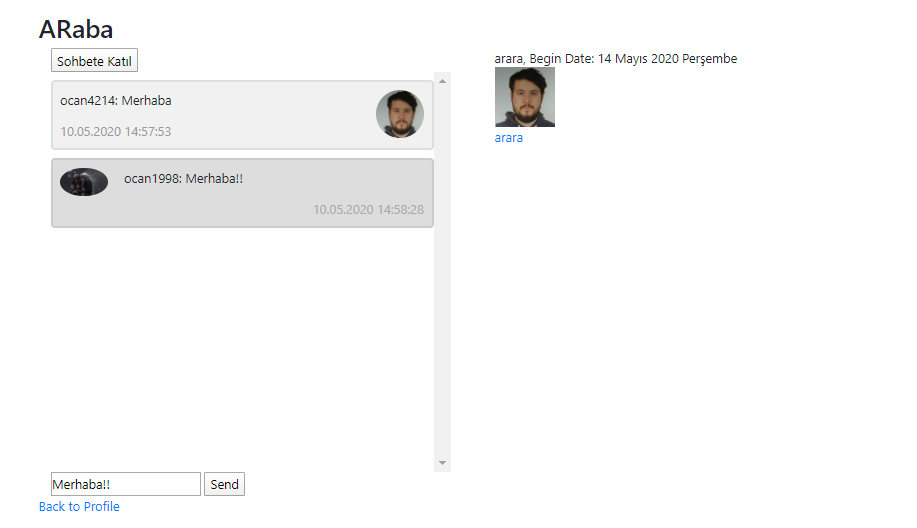 ARaba
Sohbete Katıl
ocan4214: Merhaba
10.05.2020 14:57:53
ocan1998: Merhaba!!
10.05.2020 14:58:28
Merhaba!! Send
Back to Profile
arara, Begin Date: 14 Mayıs 2020 Perşembe
arara